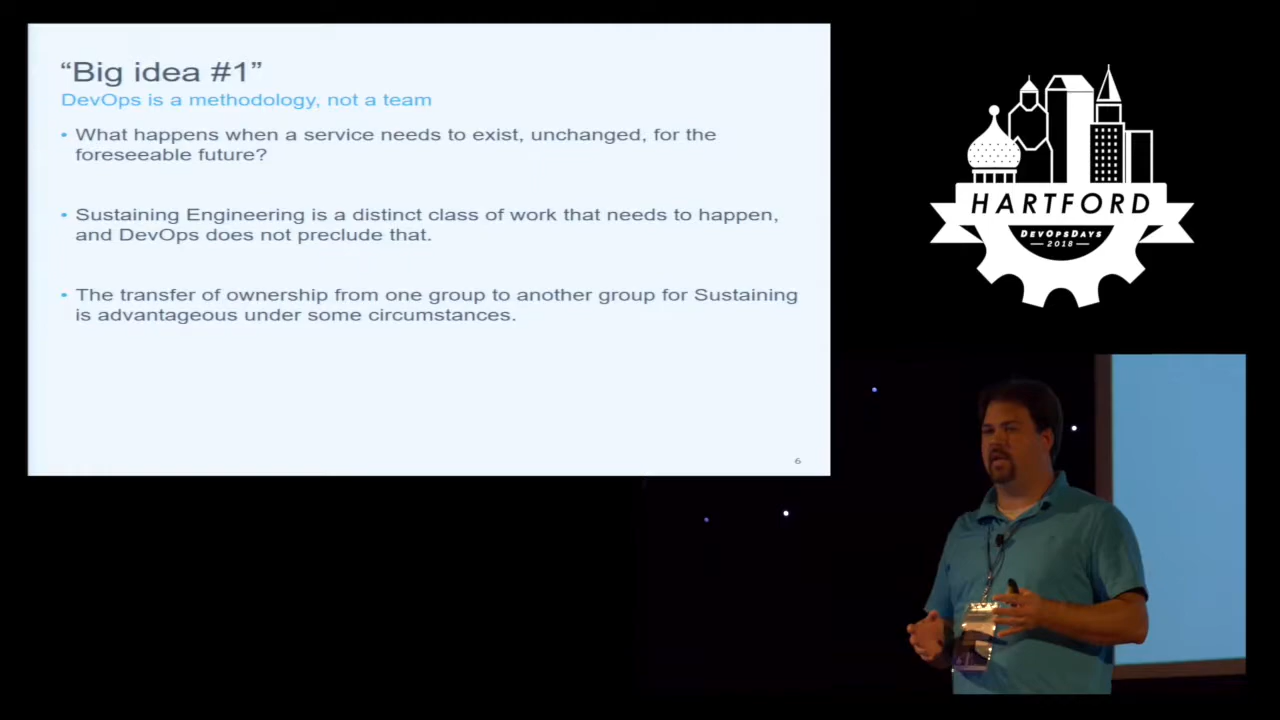 “Big idea #1”
DevOps is a methodology, not a team
• What happens when a service needs to exist, unchanged, for the
foreseeable future?
• Sustaining Engineering is a distinct class of work that needs to happen,
and DevOps does not preclude that.
• The transfer of ownership from one group to another group for Sustaining
is advantageous under some circumstances.
6
HARTFORD
DEVOPSDAYS
2018